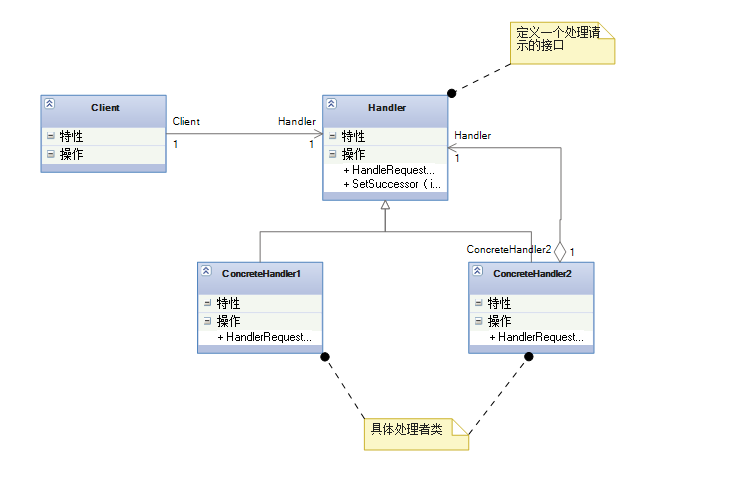 定义一个处理请
示的接口
Client
特性
操作
Client
1
Handler
1
Handler
特性
操作
+ HandleRequest...
+ SetSuccessor ( i...
Handler
1
ConcreteHandler2
1
ConcreteHandler1
特性
操作
+ HandlerRequest...
ConcreteHandler2
特性
操作
+ HandlerRequest...
具体处理者类